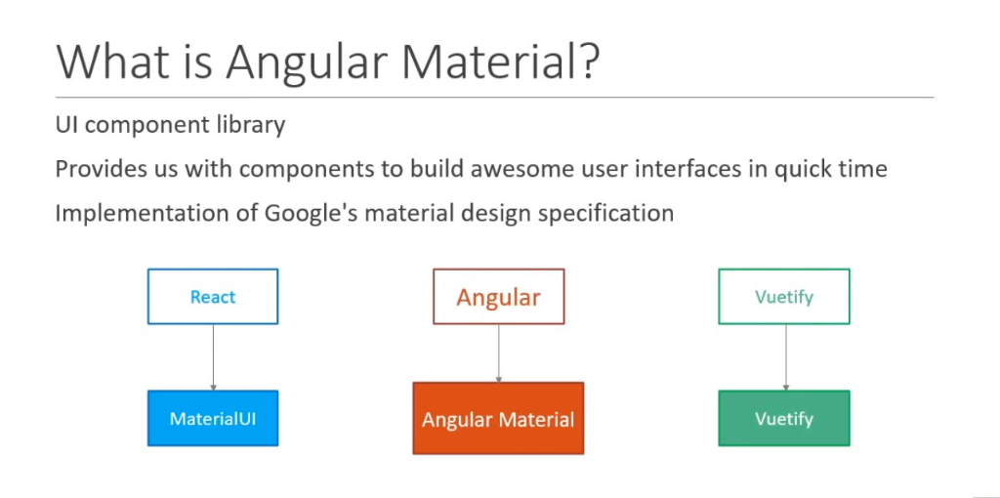 What is Angular Material?
UI component library
Provides us with components to build awesome user interfaces in quick time
Implementation of Google's material design specification
React
Angular
Vuetify
MaterialUI
Angular Material
Vuetify